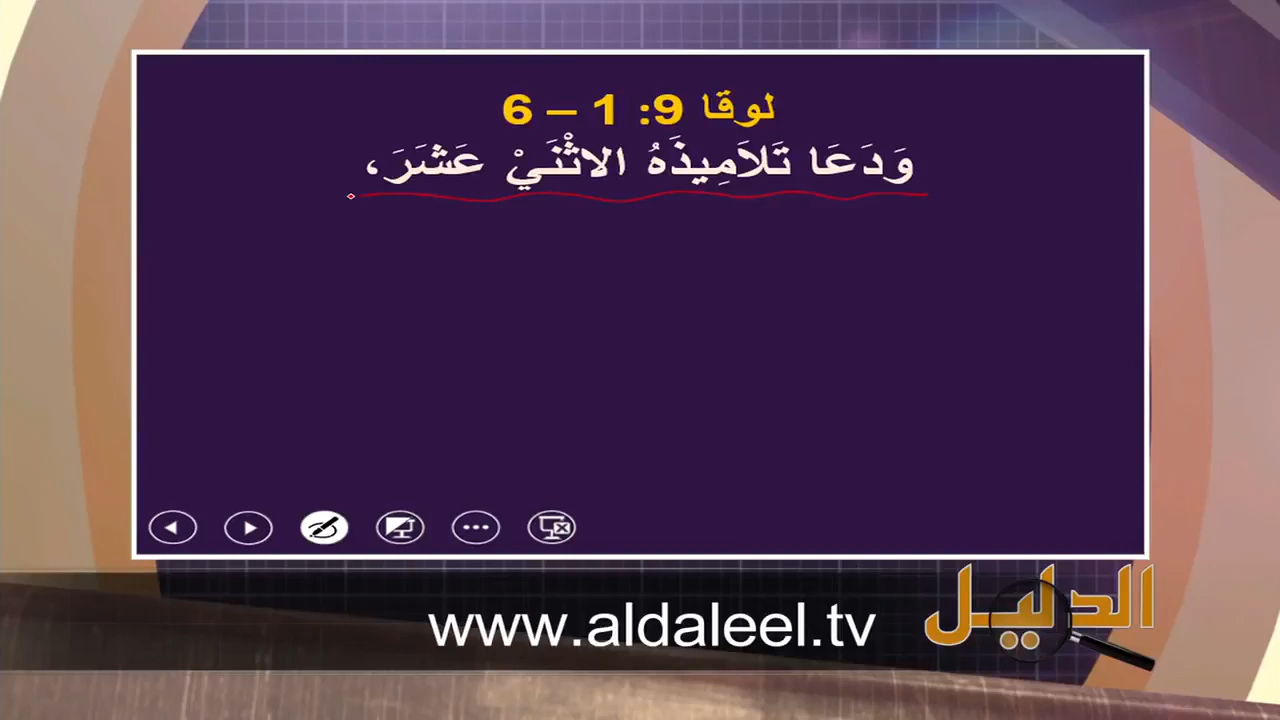 لوقا 9: 1 – 6
وَدَعَا تَلاَمِيذَهُ الاثْنَيْ عَشَرَ،
الدليل
www.aldaleel.tv